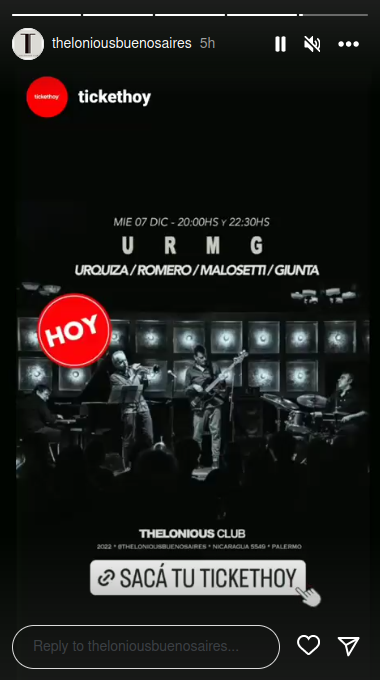 theloniousbuenosaires 5h
tickethoy
tickethoy
MIE 07 DIC - 20:00HS Y 22:30HS
U R M G
URQUIZA / ROMERO / MALOSETTI / GIUNTA
HOY
THELONIOUS CLUB
2022 * @THELONIOUSBUENOSAIRES * NICARAGUA 5549 * PALERMO
SACÁ TU TICKETHOY
Reply to theloniousbuenosaires...